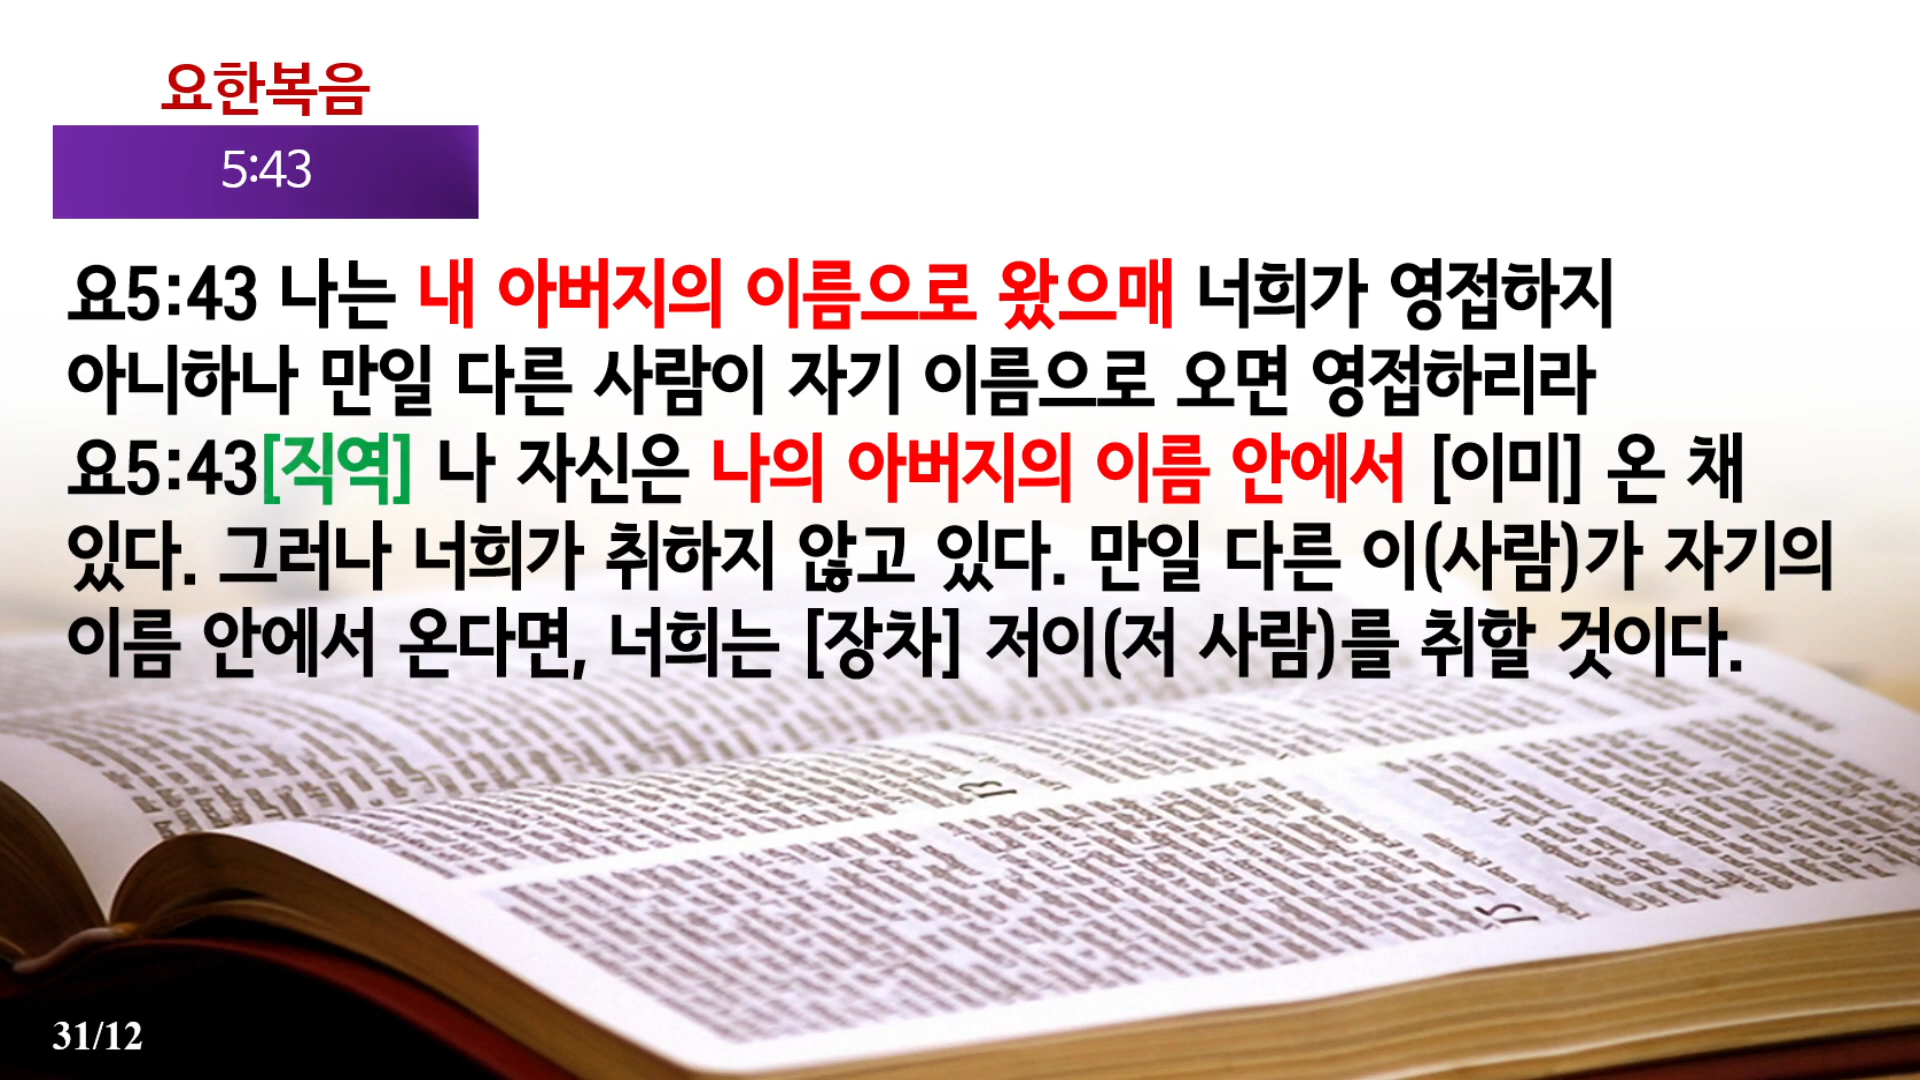 요한복음
5:43
요5:43 나는 내 아버지의 이름으로 왔으매 너희가 영접하지
아니하나 만일 다른 사람이 자기 이름으로 오면 영접하리라
요5:43[직역] 나 자신은 나의 아버지의 이름 안에서 [이미] 온 채
있다. 그러나 너희가 취하지 않고 있다. 만일 다른 이(사람)가 자기의
이름 안에서 온다면, 너희는 [장차] 저이(저 사람)를 취할 것이다.
13
15
31/12